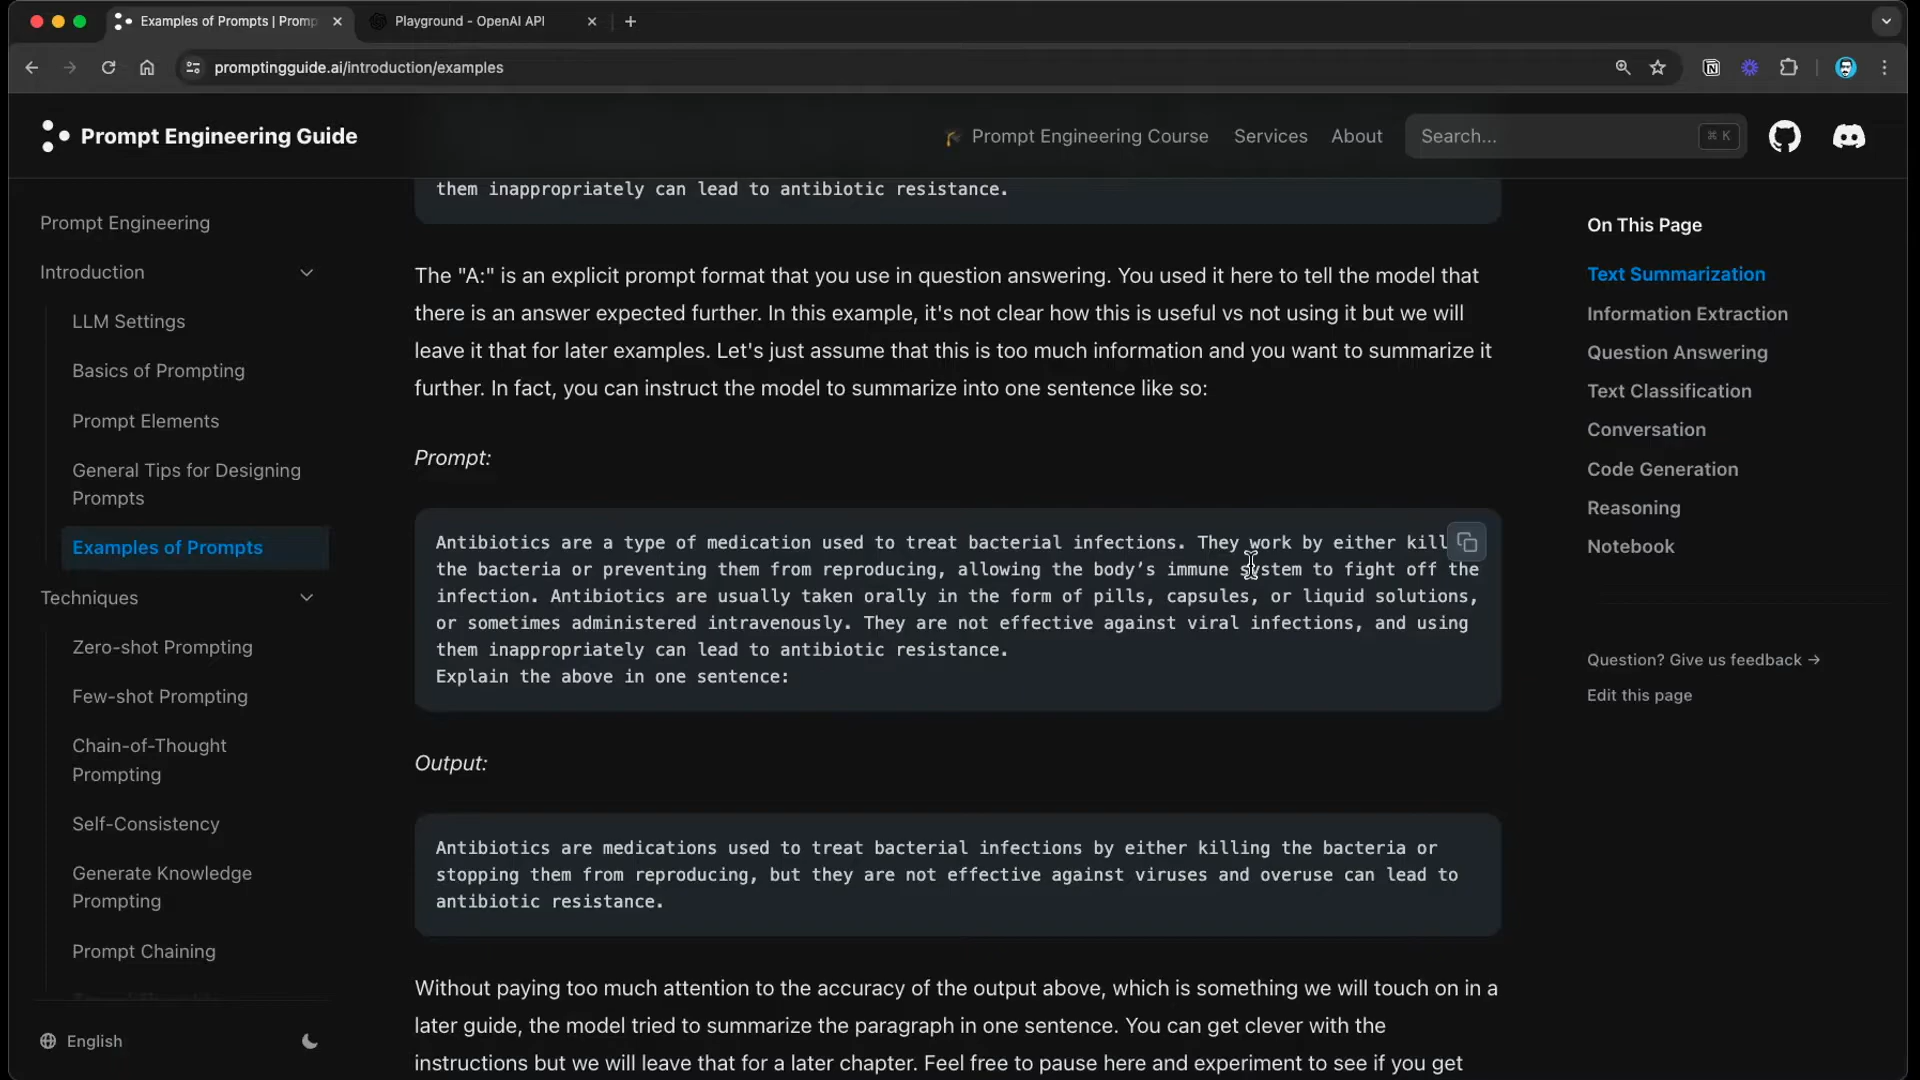 Examples of Prompts | Promp
Playground - OpenAI API
promptingguide.ai/introduction/examples
Prompt Engineering Guide
Prompt Engineering Course
Services
About
Search...
⌘ K
Prompt Engineering
Introduction
LLM Settings
Basics of Prompting
Prompt Elements
General Tips for Designing
Prompts
Examples of Prompts
Techniques
Zero-shot Prompting
Few-shot Prompting
Chain-of-Thought
Prompting
Self-Consistency
Generate Knowledge
Prompting
Prompt Chaining
English
them inappropriately can lead to antibiotic resistance.
The "A:" is an explicit prompt format that you use in question answering. You used it here to tell the model that
there is an answer expected further. In this example, it's not clear how this is useful vs not using it but we will
leave it that for later examples. Let's just assume that this is too much information and you want to summarize it
further. In fact, you can instruct the model to summarize into one sentence like so:
Prompt:
Antibiotics are a type of medication used to treat bacterial infections. They work by either kill
the bacteria or preventing them from reproducing, allowing the body’s immune system to fight off the
infection. Antibiotics are usually taken orally in the form of pills, capsules, or liquid solutions,
or sometimes administered intravenously. They are not effective against viral infections, and using
them inappropriately can lead to antibiotic resistance.
Explain the above in one sentence:
Output:
Antibiotics are medications used to treat bacterial infections by either killing the bacteria or
stopping them from reproducing, but they are not effective against viruses and overuse can lead to
antibiotic resistance.
Without paying too much attention to the accuracy of the output above, which is something we will touch on in a
later guide, the model tried to summarize the paragraph in one sentence. You can get clever with the
instructions but we will leave that for a later chapter. Feel free to pause here and experiment to see if you get
On This Page
Text Summarization
Information Extraction
Question Answering
Text Classification
Conversation
Code Generation
Reasoning
Notebook
Question? Give us feedback →
Edit this page